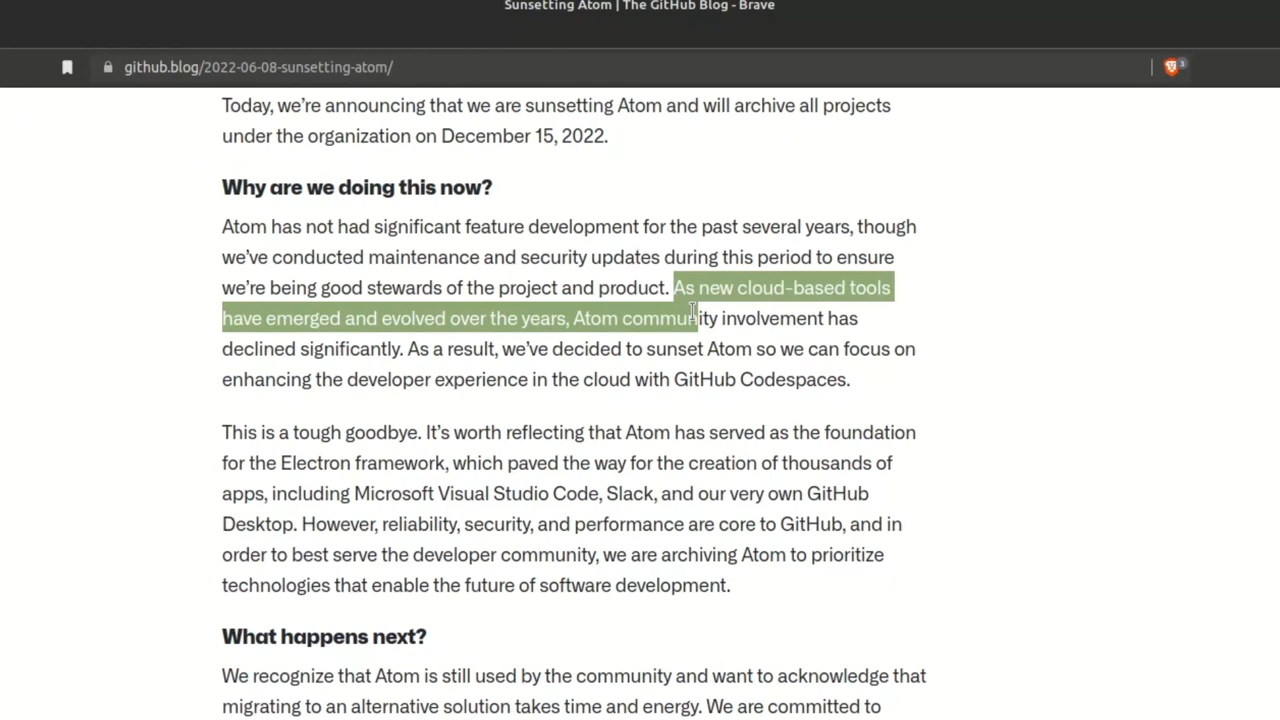 Sunsetting Atom | The GitHub Blog - Brave
github.blog/2022-06-08-sunsetting-atom/
3
Today, we're announcing that we are sunsetting Atom and will archive all projects
under the organization on December 15, 2022.
Why are we doing this now?
Atom has not had significant feature development for the past several years, though
we've conducted maintenance and security updates during this period to ensure
we're being good stewards of the project and product. As new cloud-based tools
have emerged and evolved over the years, Atom community involvement has
declined significantly. As a result, we've decided to sunset Atom so we can focus on
enhancing the developer experience in the cloud with GitHub Codespaces.
This is a tough goodbye. It's worth reflecting that Atom has served as the foundation
for the Electron framework, which paved the way for the creation of thousands of
apps, including Microsoft Visual Studio Code, Slack, and our very own GitHub
Desktop. However, reliability, security, and performance are core to GitHub, and in
order to best serve the developer community, we are archiving Atom to prioritize
technologies that enable the future of software development.
What happens next?
We recognize that Atom is still used by the community and want to acknowledge that
migrating to an alternative solution takes time and energy. We are committed to